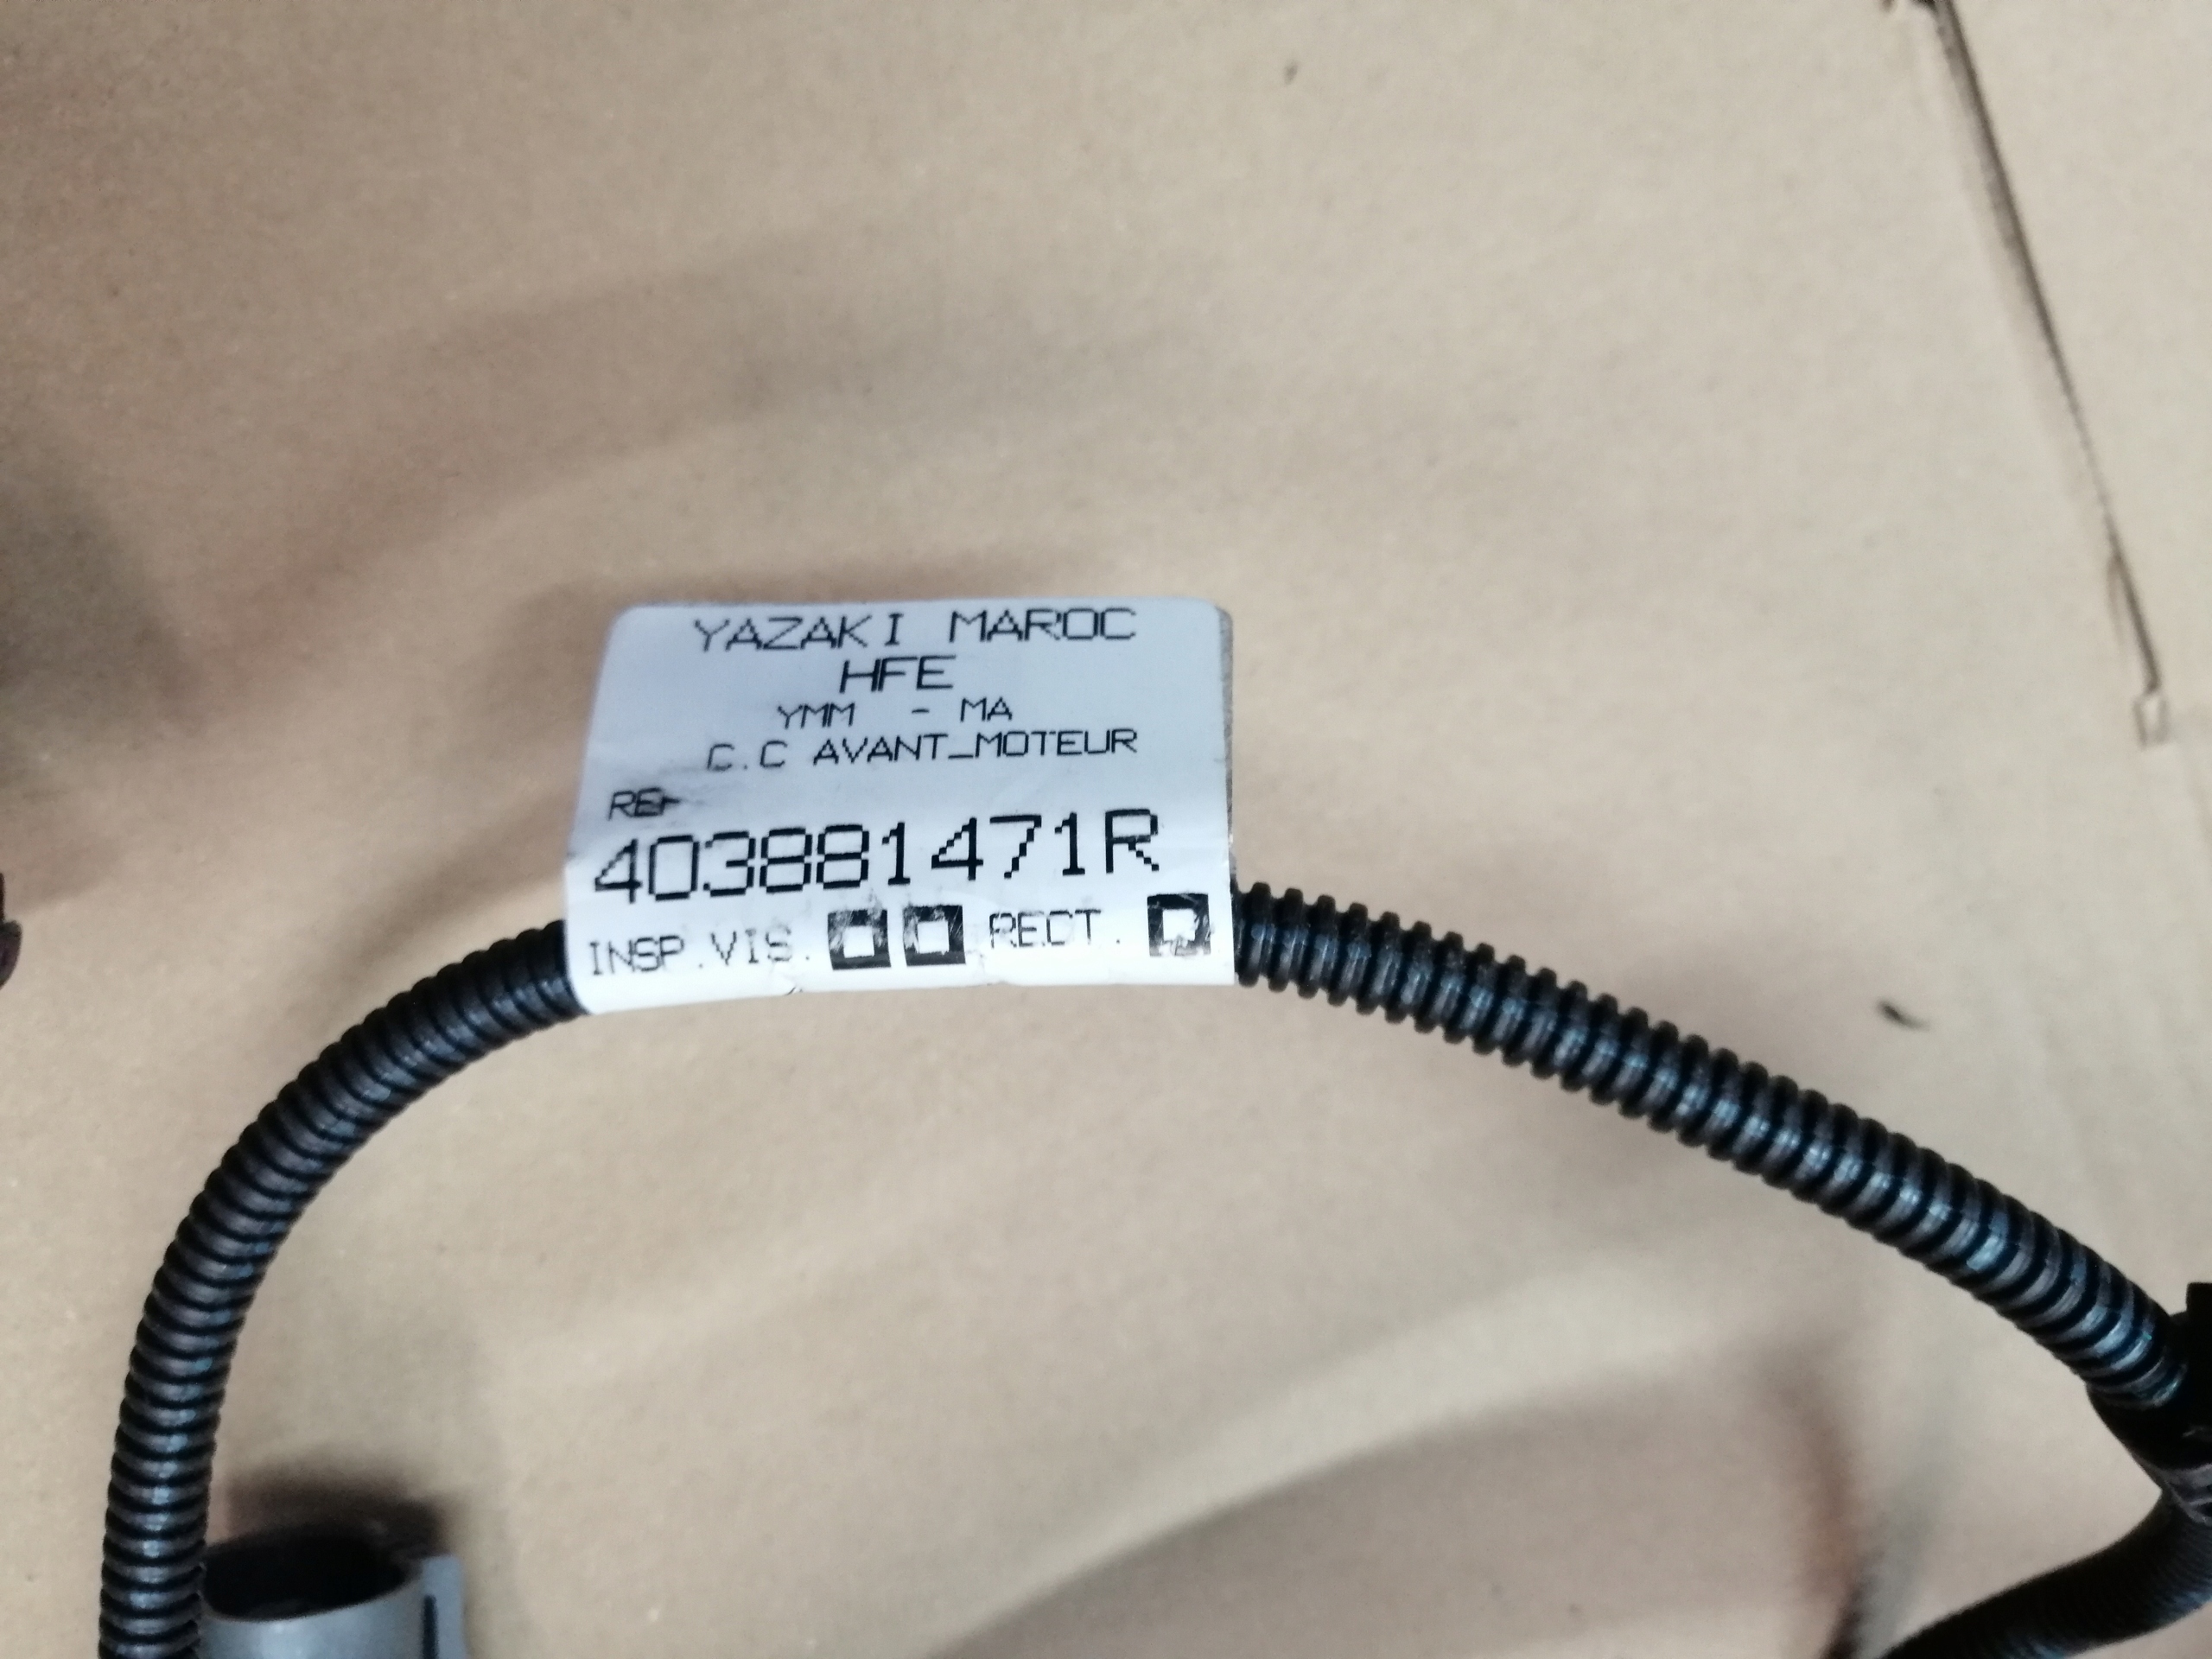 YAZAKI MAROC
HFE
YMM - MA
C.C AVANT_MOTEUR
REF
403881471R
INSP.VIS. RECT.